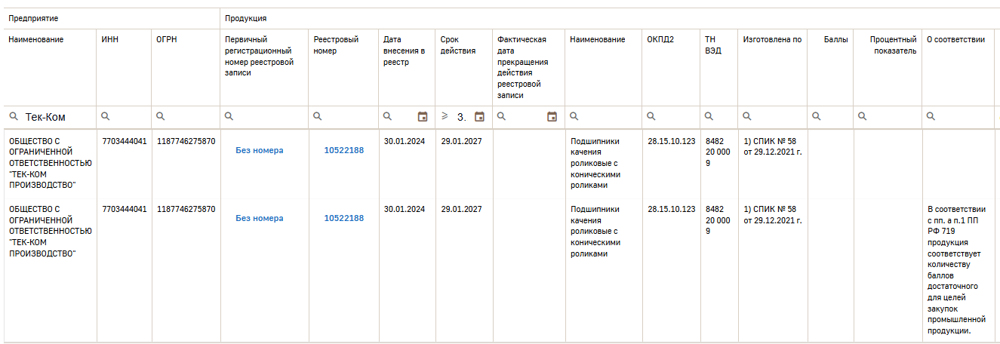 Предприятие
Продукция
Наименование
ИНН
ОГРН
Первичный
регистрационный
номер реестровой
записи
Реестровый
номер
Дата
внесения в
реестр
Срок
действия
Фактическая
дата
прекращения
действия
реестровой
записи
Наименование
ОКПД2
ТН
ВЭД
Изготовлена по
Баллы
Процентный
показатель
О соответствии
Тек-Ком
≥ 3.
ОБЩЕСТВО С
ОГРАНИЧЕННОЙ
ОТВЕТСТВЕННОСТЬЮ
"ТЕК-КОМ
ПРОИЗВОДСТВО"
7703444041
1187746275870
Без номера
10522188
30.01.2024
29.01.2027
Подшипники
качения
роликовые с
коническими
роликами
28.15.10.123
8482
20 000
9
1) СПИК № 58
от 29.12.2021 г.
ОБЩЕСТВО С
ОГРАНИЧЕННОЙ
ОТВЕТСТВЕННОСТЬЮ
"ТЕК-КОМ
ПРОИЗВОДСТВО"
7703444041
1187746275870
Без номера
10522188
30.01.2024
29.01.2027
Подшипники
качения
роликовые с
коническими
роликами
28.15.10.123
8482
20 000
9
1) СПИК № 58
от 29.12.2021 г.
В соответствии
с пп. а п.1 ПП
РФ 719
продукция
соответствует
количеству
баллов
достаточного
для целей
закупок
промышленной
продукции.